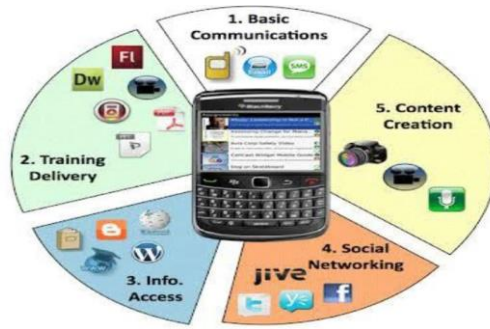 1. Basic
Communications
SMS
Fl
Dw
5. Content
Creation
2. Training
Delivery
BlackBerry
3. Info.
Access
W
4. Social
Networking
jive
f